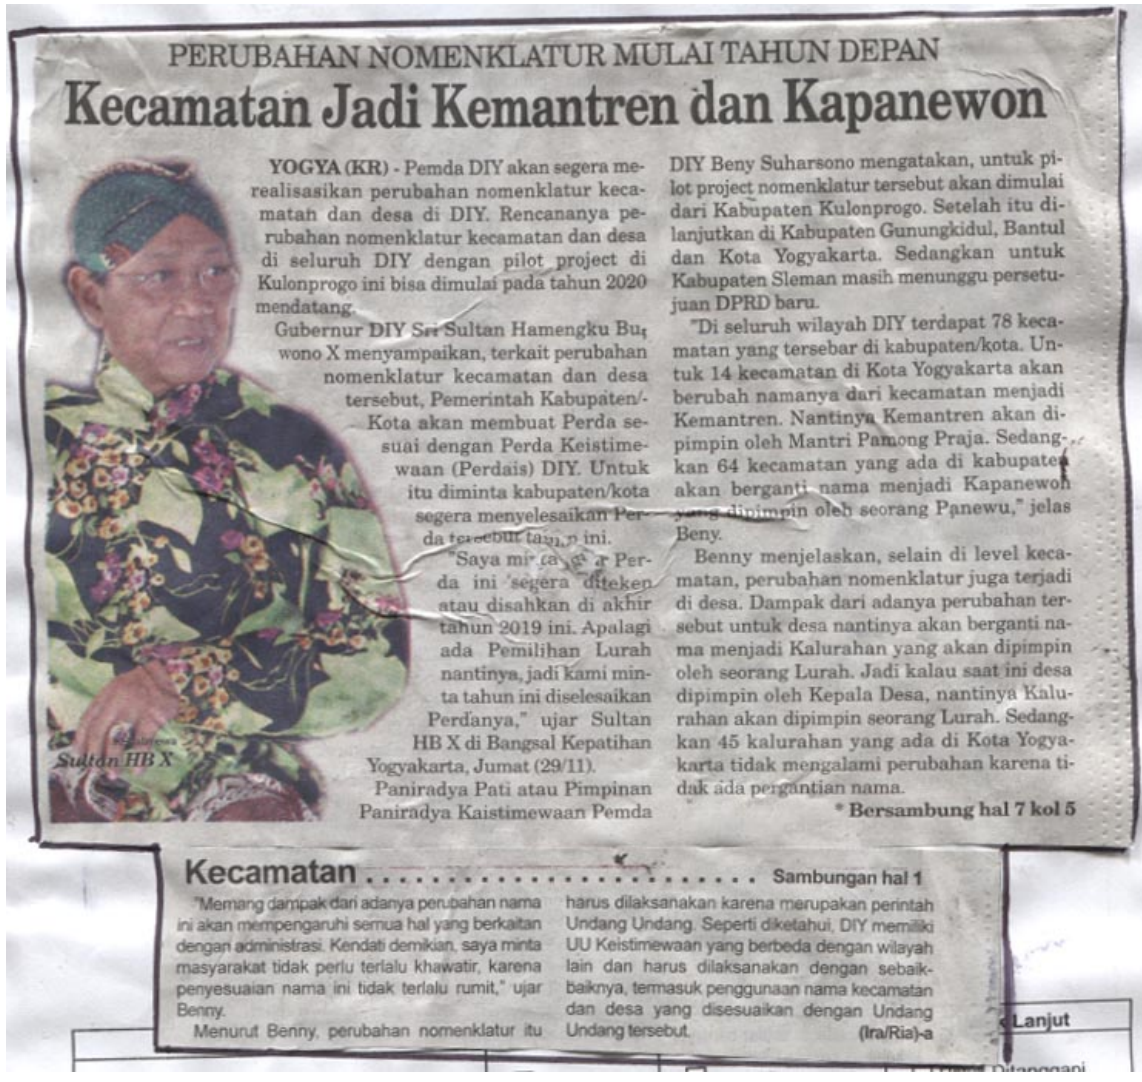 PERUBAHAN NOMENKLATUR MULAI TAHUN DEPAN
Kecamatan Jadi Kemantren dan Kapanewon
YOGYA (KR) - Pemda DIY akan segera me-
realisasikan perubahan nomenklatur keca-
matan dan desa di DIY. Rencananya pe-
rubahan nomenklatur kecamatan dan desa
di seluruh DIY dengan pilot project di
Kulonprogo ini bisa dimulai pada tahun 2020
mendatang.
Gubernur DIY Sri Sultan Hamengku Bu
wono X menyampaikan, terkait perubahan
nomenklatur kecamatan dan desa
tersebut, Pemerintah Kabupaten/-
Kota akan membuat Perda se-
suai dengan Perda Keistime-
waan (Perdais) DIY. Untuk
itu diminta kabupaten/kota
segera menyelesaikan Per-
da tersebut ini.
"Saya Per-
da ini segera diteken
atau disahkan di akhir
tahun 2019 ini. Apalagi
ada Pemilihan Lurah
nantinya, jadi kami min-
ta tahun ini diselesaikan
Perdanya," ujar Sultan
HB X di Bangsal Kepatihan
Yogyakarta, Jumat (29/11).
Paniradya Pati atau Pimpinan
Paniradya Kaistimewaan Pemda
Sultan HB X
DIY Beny Suharsono mengatakan, untuk pi-
lot project nomenklatur tersebut akan dimulai
dari Kabupaten Kulonprogo. Setelah itu di-
lanjutkan di Kabupaten Gunungkidul, Bantul
dan Kota Yogyakarta. Sedangkan untuk
Kabupaten Sleman masih menunggu persetu-
juan DPRD baru.
"Di seluruh wilayah DIY terdapat 78 keca-
matan yang tersebar di kabupaten/kota. Un-
tuk 14 kecamatan di Kota Yogyakarta akan
berubah namanya dari kecamatan menjadi
Kemantren. Nantinya Kemantren akan di-
pimpin oleh Mantri Pamong Praja. Sedang-
kan 64 kecamatan yang ada di kabupaten
akan berganti nama menjadi Kapanewon
yang dipimpin oleh seorang Panewu," jelas
Beny.
Benny menjelaskan, selain di level keca-
matan, perubahan nomenklatur juga terjadi
di desa. Dampak dari adanya perubahan ter-
sebut untuk desa nantinya akan berganti na-
ma menjadi Kalurahan yang akan dipimpin
oleh seorang Lurah. Jadi kalau saat ini desa
dipimpin oleh Kepala Desa, nantinya Kalu-
rahan akan dipimpin seorang Lurah. Sedang-
kan 45 kalurahan yang ada di Kota Yogya-
karta tidak mengalami perubahan karena ti-
dak ada pergantian nama.
* Bersambung hal 7 kol 5
Kecamatan . . . . . . . . . . . . . . . . . . . . . . . . Sambungan hal 1
"Memang dampak dari adanya perubahan nama
ini akan mempengaruhi semua hal yang berkaitan
dengan administrasi. Kendati demikian, saya minta
masyarakat tidak perlu terlalu khawatir, karena
penyesuaian nama ini tidak terlalu rumit," ujar
Benny.
Menurut Benny, perubahan nomenklatur itu
harus dilaksanakan karena merupakan perintah
Undang Undang. Seperti diketahui, DIY memiliki
UU Keistimewaan yang berbeda dengan wilayah
lain dan harus dilaksanakan dengan sebaik-
baiknya, termasuk penggunaan nama kecamatan
dan desa yang disesuaikan dengan Undang
Undang tersebut. (Ira/Ria)-a
Lanjut
Ditanggapi